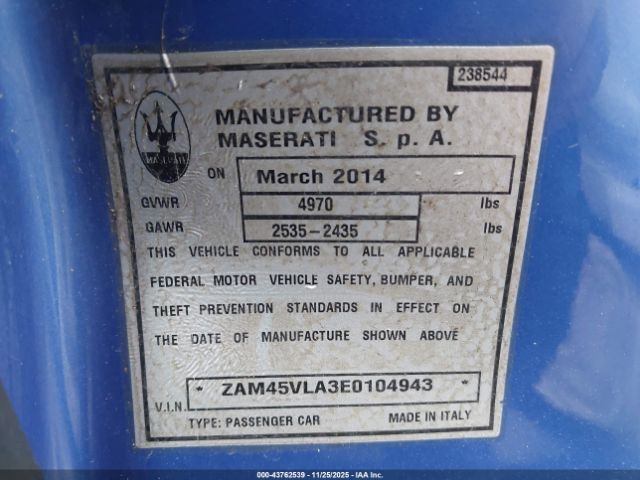 238544
MANUFACTURED BY
MASERATI S. p. A.
MASERATI
ON March 2014
GVWR 4970 lbs
GAWR 2535-2435 lbs
THIS VEHICLE CONFORMS TO ALL APPLICABLE
FEDERAL MOTOR VEHICLE SAFETY, BUMPER, AND
THEFT PREVENTION STANDARDS IN EFFECT ON
THE DATE OF MANUFACTURE SHOWN ABOVE
V.I.N. * ZAM45VLA3E0104943 *
TYPE: PASSENGER CAR MADE IN ITALY
000-43762539 - 11/25/2025 - IAA Inc.